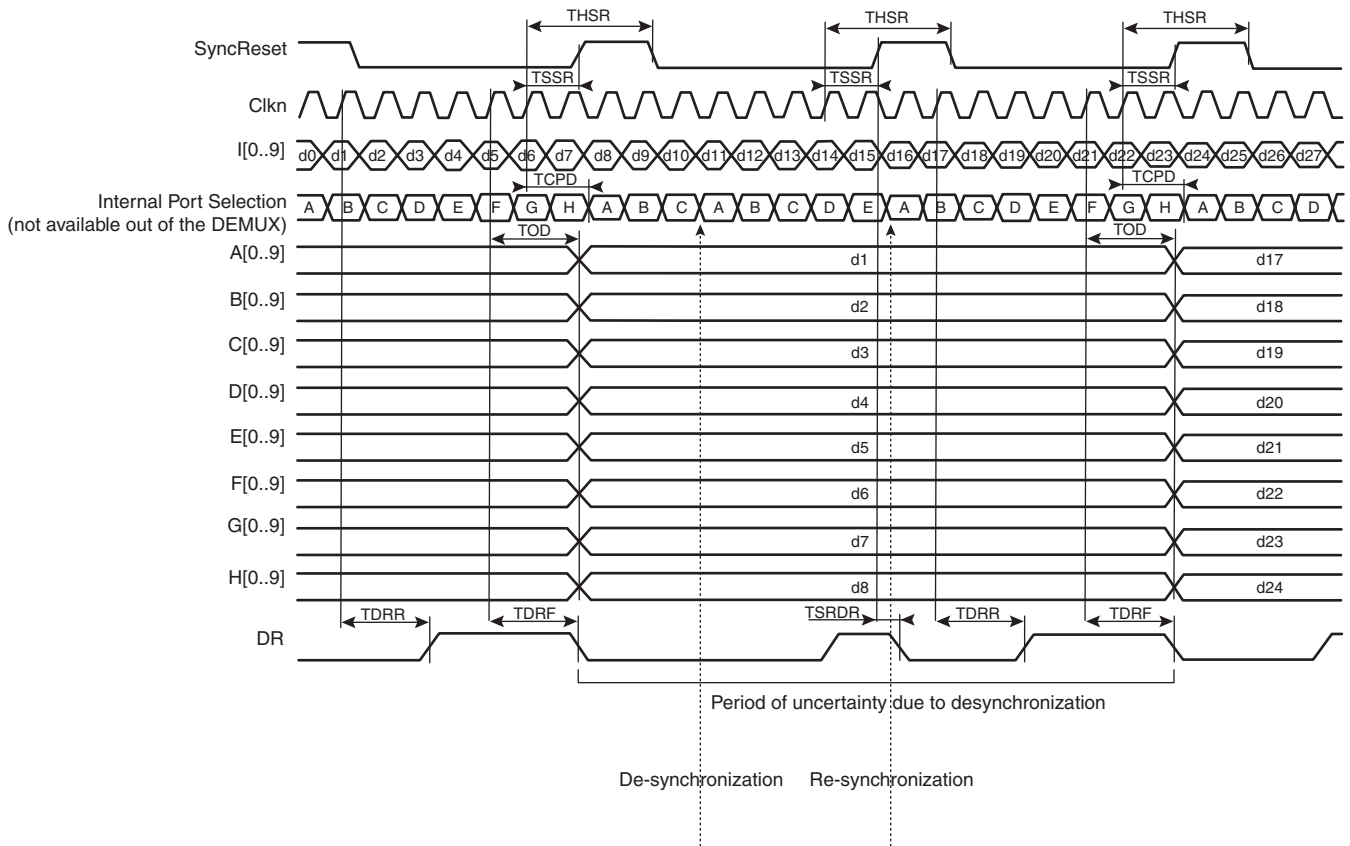 THSR THSR THSR
SyncReset
TSSR TSSR TSSR
Clkn
I[0..9] d0 d1 d2 d3 d4 d5 d6 d7 d8 d9 d10 d11 d12 d13 d14 d15 d16 d17 d18 d19 d20 d21 d22 d23 d24 d25 d26 d27
TCPD TCPD
Internal Port Selection A B C D E F G H A B C A B C D E A B C D E F G H A B C D
(not available out of the DEMUX)
TOD TOD
A[0..9] d1 d17
B[0..9] d2 d18
C[0..9] d3 d19
D[0..9] d4 d20
E[0..9] d5 d21
F[0..9] d6 d22
G[0..9] d7 d23
H[0..9] d8 d24
TDRR TDRF TSRDR TDRR TDRF
DR
Period of uncertainty due to desynchronization
De-synchronization Re-synchronization